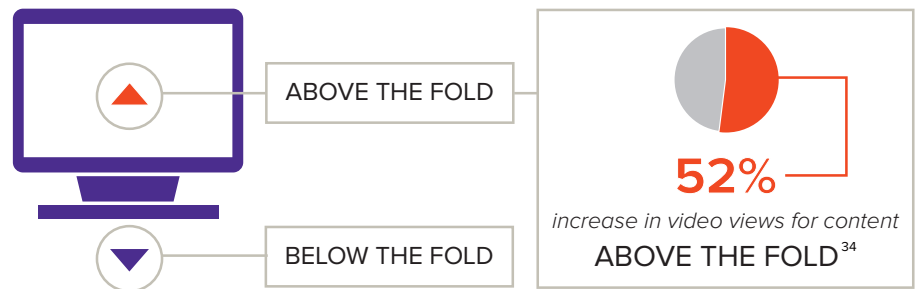 ABOVE THE FOLD
52%
increase in video views for content
ABOVE THE FOLD³⁴
BELOW THE FOLD